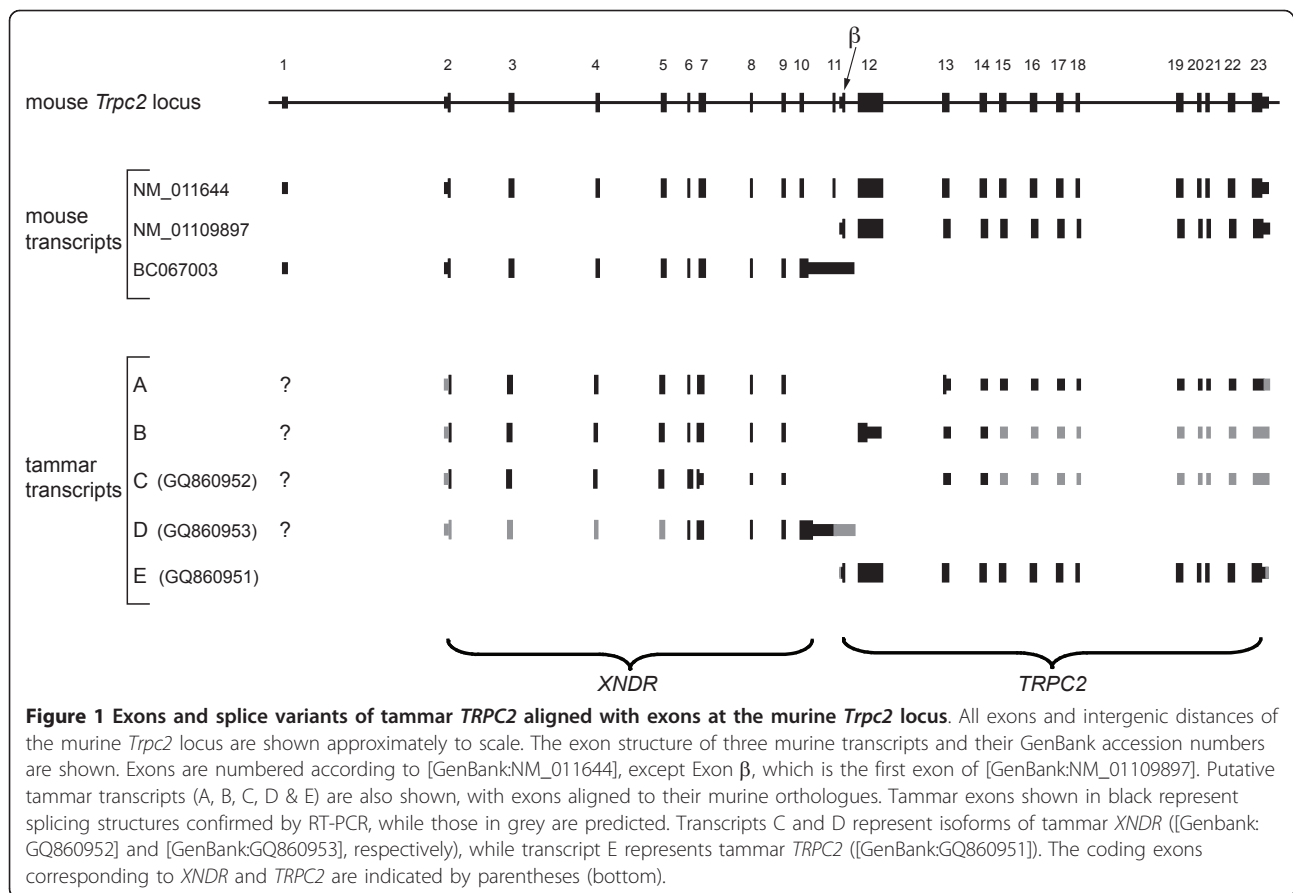 β
1 2 3 4 5 6 7 8 9 10 11 12 13 14 15 16 17 18 19 20 21 22 23
mouse Trpc2 locus
mouse transcripts
NM_011644
NM_01109897
BC067003
tammar transcripts
A ?
B ?
C (GQ860952) ?
D (GQ860953) ?
E (GQ860951)
XNDR TRPC2
Figure 1 Exons and splice variants of tammar TRPC2 aligned with exons at the murine Trpc2 locus. All exons and intergenic distances of
the murine Trpc2 locus are shown approximately to scale. The exon structure of three murine transcripts and their GenBank accession numbers
are shown. Exons are numbered according to [GenBank:NM_011644], except Exon β, which is the first exon of [GenBank:NM_01109897]. Putative
tammar transcripts (A, B, C, D & E) are also shown, with exons aligned to their murine orthologues. Tammar exons shown in black represent
splicing structures confirmed by RT-PCR, while those in grey are predicted. Transcripts C and D represent isoforms of tammar XNDR ([Genbank:
GQ860952] and [GenBank:GQ860953], respectively), while transcript E represents tammar TRPC2 ([GenBank:GQ860951]). The coding exons
corresponding to XNDR and TRPC2 are indicated by parentheses (bottom).